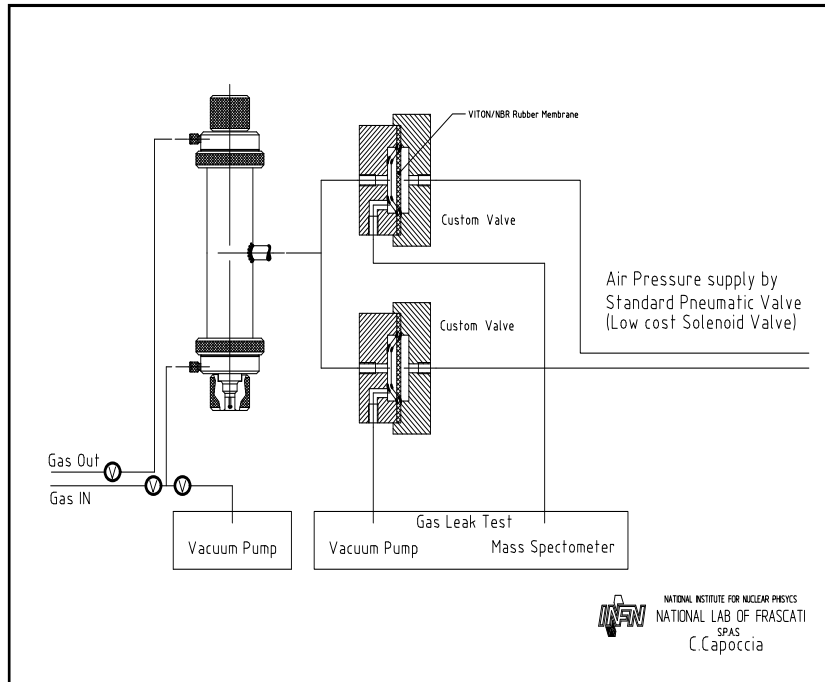 VITON/NBR Rubber Membrane
Custom Valve
Air Pressure supply by
Standard Pneumatic Valve
(Low cost Solenoid Valve)
Custom Valve
Gas Out
V
Gas IN
V
V
Vacuum Pump
Gas Leak Test
Vacuum Pump
Mass Spectometer
INFN
NATIONAL INSTITUTE FOR NUCLEAR PHISYCS
NATIONAL LAB OF FRASCATI
S.P.A.S
C.Capoccia